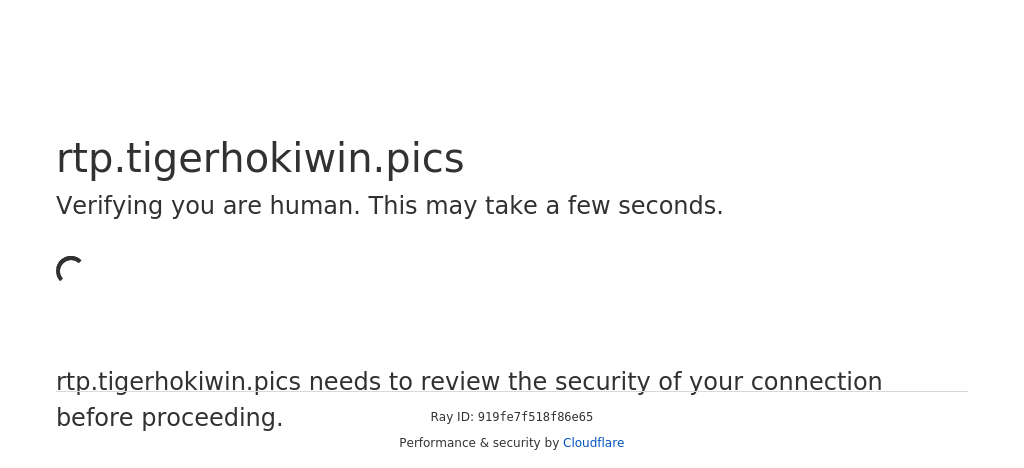 rtp.tigerhokiwin.pics
Verifying you are human. This may take a few seconds.
rtp.tigerhokiwin.pics needs to review the security of your connection
before proceeding.
Ray ID: 919fe7f518f86e65
Performance & security by Cloudflare